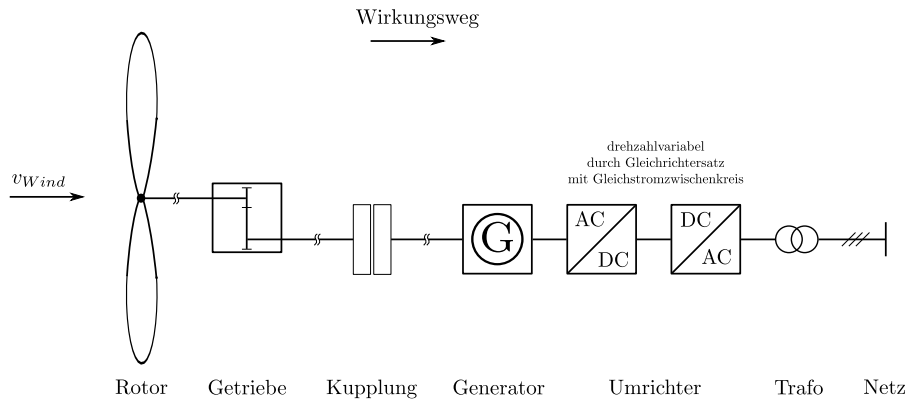 Wirkungsweg
drehzahlvariabel
durch Gleichrichtersatz
mit Gleichstromzwischenkreis
v_Wind
AC
DC
G
DC
AC
Rotor Getriebe Kupplung Generator Umrichter Trafo Netz